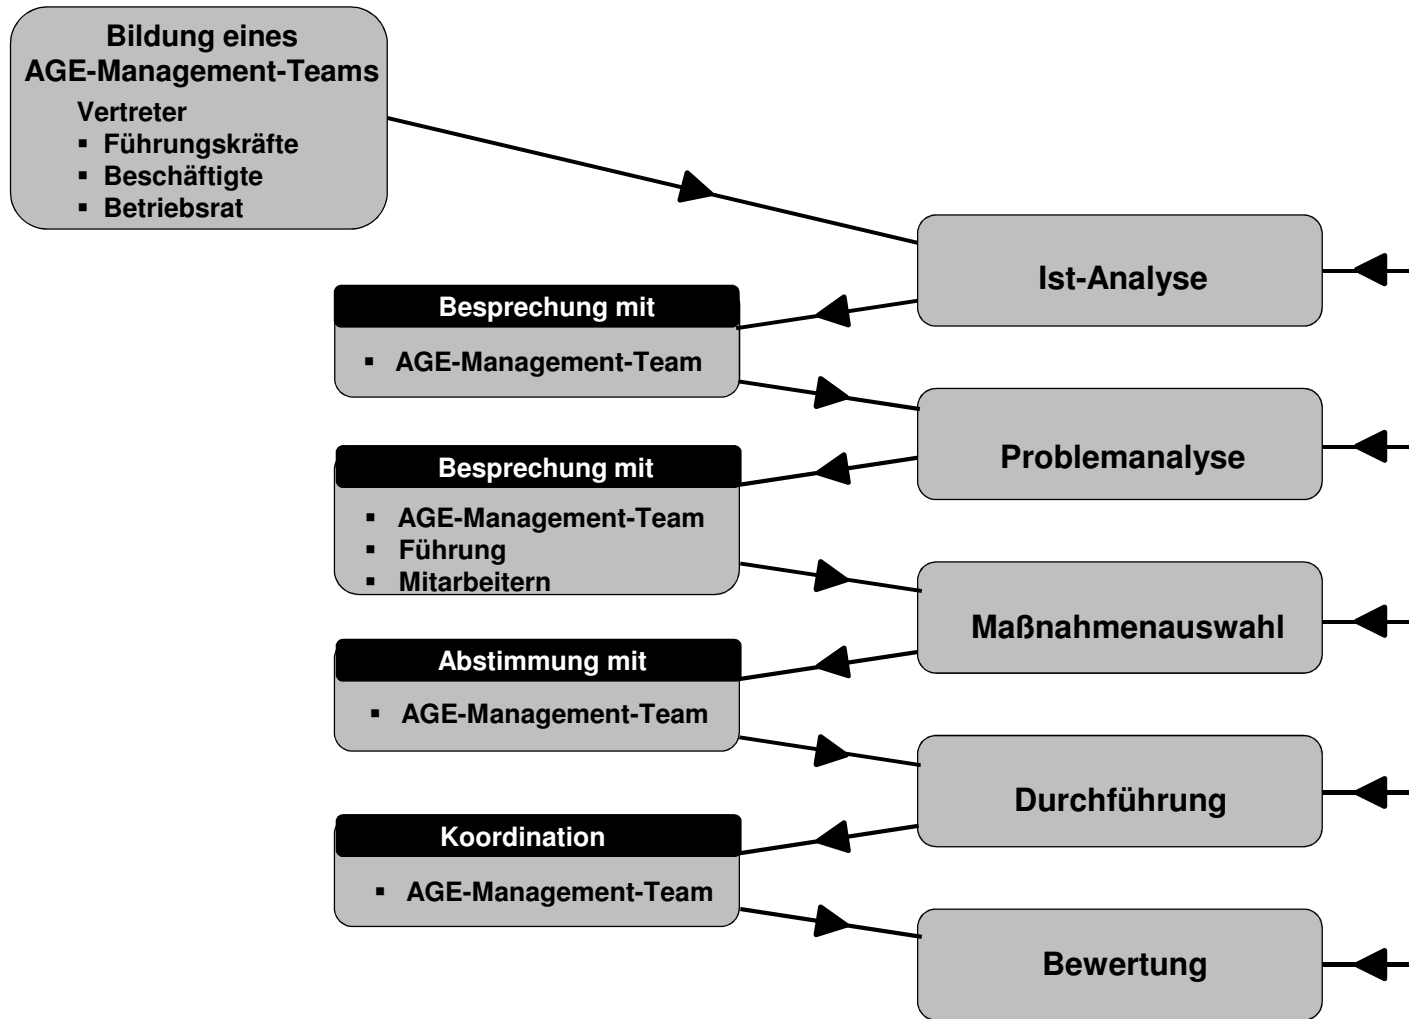 Bildung eines
AGE-Management-Teams
Vertreter
▪ Führungskräfte
▪ Beschäftigte
▪ Betriebsrat
Ist-Analyse
Besprechung mit
▪ AGE-Management-Team
Problemanalyse
Besprechung mit
▪ AGE-Management-Team
▪ Führung
▪ Mitarbeitern
Maßnahmenauswahl
Abstimmung mit
▪ AGE-Management-Team
Durchführung
Koordination
▪ AGE-Management-Team
Bewertung